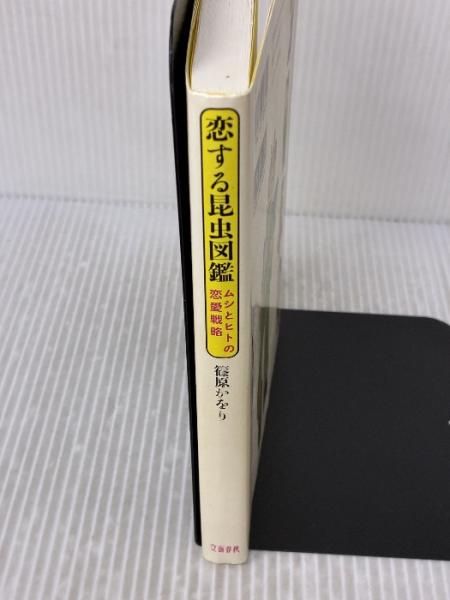 恋する昆虫図鑑
ムシとヒトの
恋愛戦略
篠原かをり
文藝春秋